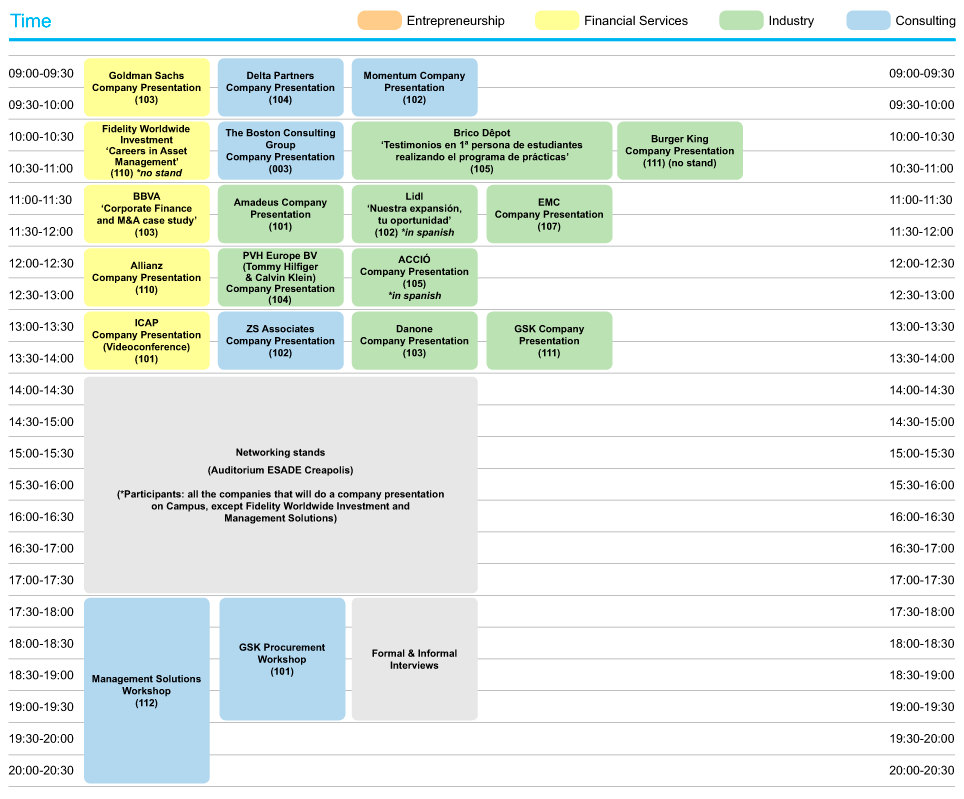 Time
Entrepreneurship
Financial Services
Industry
Consulting
09:00-09:30
09:00-09:30
09:30-10:00
09:30-10:00
Goldman Sachs
Company Presentation
(103)
Delta Partners
Company Presentation
(104)
Momentum Company
Presentation
(102)
10:00-10:30
10:00-10:30
10:30-11:00
10:30-11:00
Fidelity Worldwide
Investment
‘Careers in Asset
Management’
(110) *no stand
The Boston Consulting
Group
Company Presentation
(003)
Brico Dêpot
‘Testimonios en 1ª persona de estudiantes
realizando el programa de prácticas’
(105)
Burger King
Company Presentation
(111) (no stand)
11:00-11:30
11:00-11:30
11:30-12:00
11:30-12:00
BBVA
‘Corporate Finance
and M&A case study’
(103)
Amadeus Company
Presentation
(101)
Lidl
‘Nuestra expansión,
tu oportunidad’
(102) *in spanish
EMC
Company Presentation
(107)
12:00-12:30
12:00-12:30
12:30-13:00
12:30-13:00
Allianz
Company Presentation
(110)
PVH Europe BV
(Tommy Hilfiger
& Calvin Klein)
Company Presentation
(104)
ACCIÓ
Company Presentation
(105)
*in spanish
13:00-13:30
13:00-13:30
13:30-14:00
13:30-14:00
ICAP
Company Presentation
(Videoconference)
(101)
ZS Associates
Company Presentation
(102)
Danone
Company Presentation
(103)
GSK Company
Presentation
(111)
14:00-14:30
14:00-14:30
14:30-15:00
14:30-15:00
15:00-15:30
15:00-15:30
15:30-16:00
15:30-16:00
16:00-16:30
16:00-16:30
16:30-17:00
16:30-17:00
17:00-17:30
17:00-17:30
Networking stands
(Auditorium ESADE Creapolis)
(*Participants: all the companies that will do a company presentation
on Campus, except Fidelity Worldwide Investment and
Management Solutions)
17:30-18:00
17:30-18:00
18:00-18:30
18:00-18:30
18:30-19:00
18:30-19:00
19:00-19:30
19:00-19:30
19:30-20:00
19:30-20:00
20:00-20:30
20:00-20:30
Management Solutions
Workshop
(112)
GSK Procurement
Workshop
(101)
Formal & Informal
Interviews